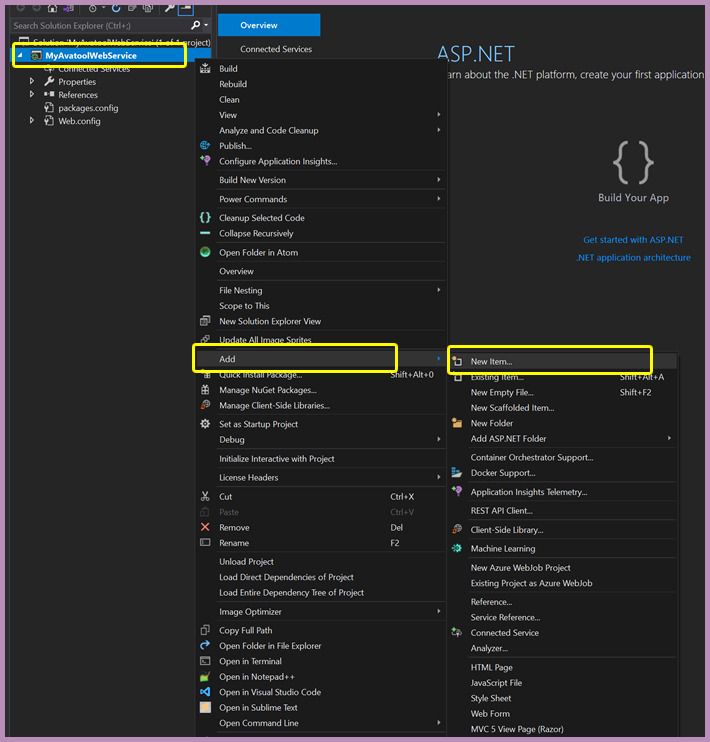 Search Solution Explorer (Ctrl+;)
Solution 'MyAvatoolWebService' (1 of 1 project)
MyAvatoolWebService
Connected Services
Properties
References
packages.config
Web.config
Overview
Connected Services
ASP.NET
arn about the .NET platform, create your first application
{ }
Build Your App
Get started with ASP.NET
.NET application architecture
Build
Rebuild
Clean
View
Analyze and Code Cleanup
Publish...
Configure Application Insights...
Build New Version
Power Commands
Cleanup Selected Code
Collapse Recursively
Open Folder in Atom
Overview
File Nesting
Scope to This
New Solution Explorer View
Update All Image Sprites
Add
Quick Install Package... Shift+Alt+0
Manage NuGet Packages...
Manage Client-Side Libraries...
Set as Startup Project
Debug
Initialize Interactive with Project
License Headers
Cut Ctrl+X
Paste Ctrl+V
Remove Del
Rename F2
Unload Project
Load Direct Dependencies of Project
Load Entire Dependency Tree of Project
Image Optimizer
Copy Full Path
Open Folder in File Explorer
Open in Terminal
Open in Notepad++
Open in Visual Studio Code
Open in Sublime Text
Open Command Line
New Item...
Existing Item... Shift+Alt+A
New Empty File... Shift+F2
New Scaffolded Item...
New Folder
Add ASP.NET Folder
Container Orchestrator Support...
Docker Support...
Application Insights Telemetry...
REST API Client...
Client-Side Library...
Machine Learning
New Azure WebJob Project
Existing Project as Azure WebJob
Reference...
Service Reference...
Connected Service
Analyzer...
HTML Page
JavaScript File
Style Sheet
Web Form
MVC 5 View Page (Razor)